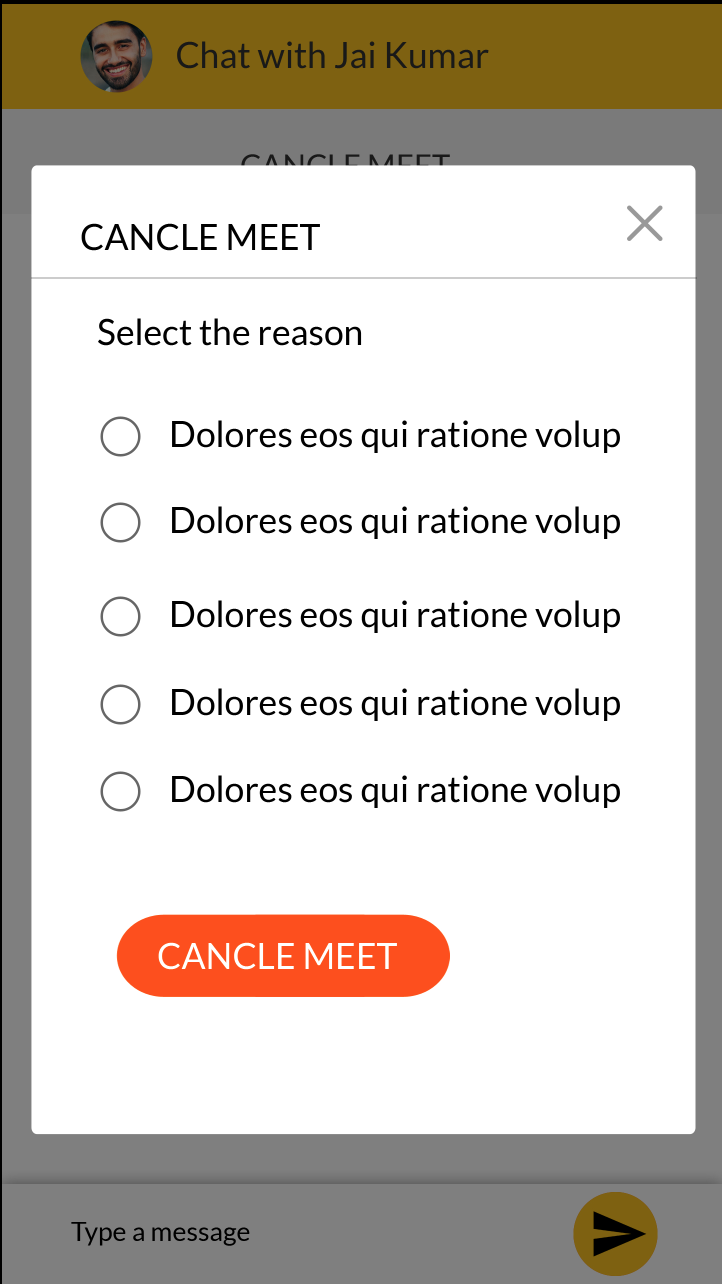 Chat with Jai Kumar
CANCLE MEET
CANCLE MEET
Select the reason
Dolores eos qui ratione volup
Dolores eos qui ratione volup
Dolores eos qui ratione volup
Dolores eos qui ratione volup
Dolores eos qui ratione volup
CANCLE MEET
Type a message